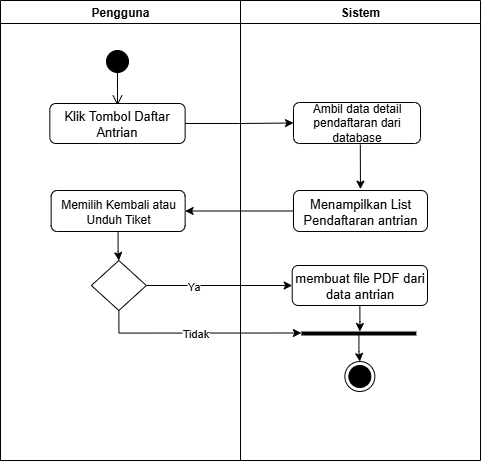 Pengguna
Sistem
Klik Tombol Daftar
Antrian
Ambil data detail
pendaftaran dari
database
Memilih Kembali atau
Unduh Tiket
Menampilkan List
Pendaftaran antrian
Ya
membuat file PDF dari
data antrian
Tidak